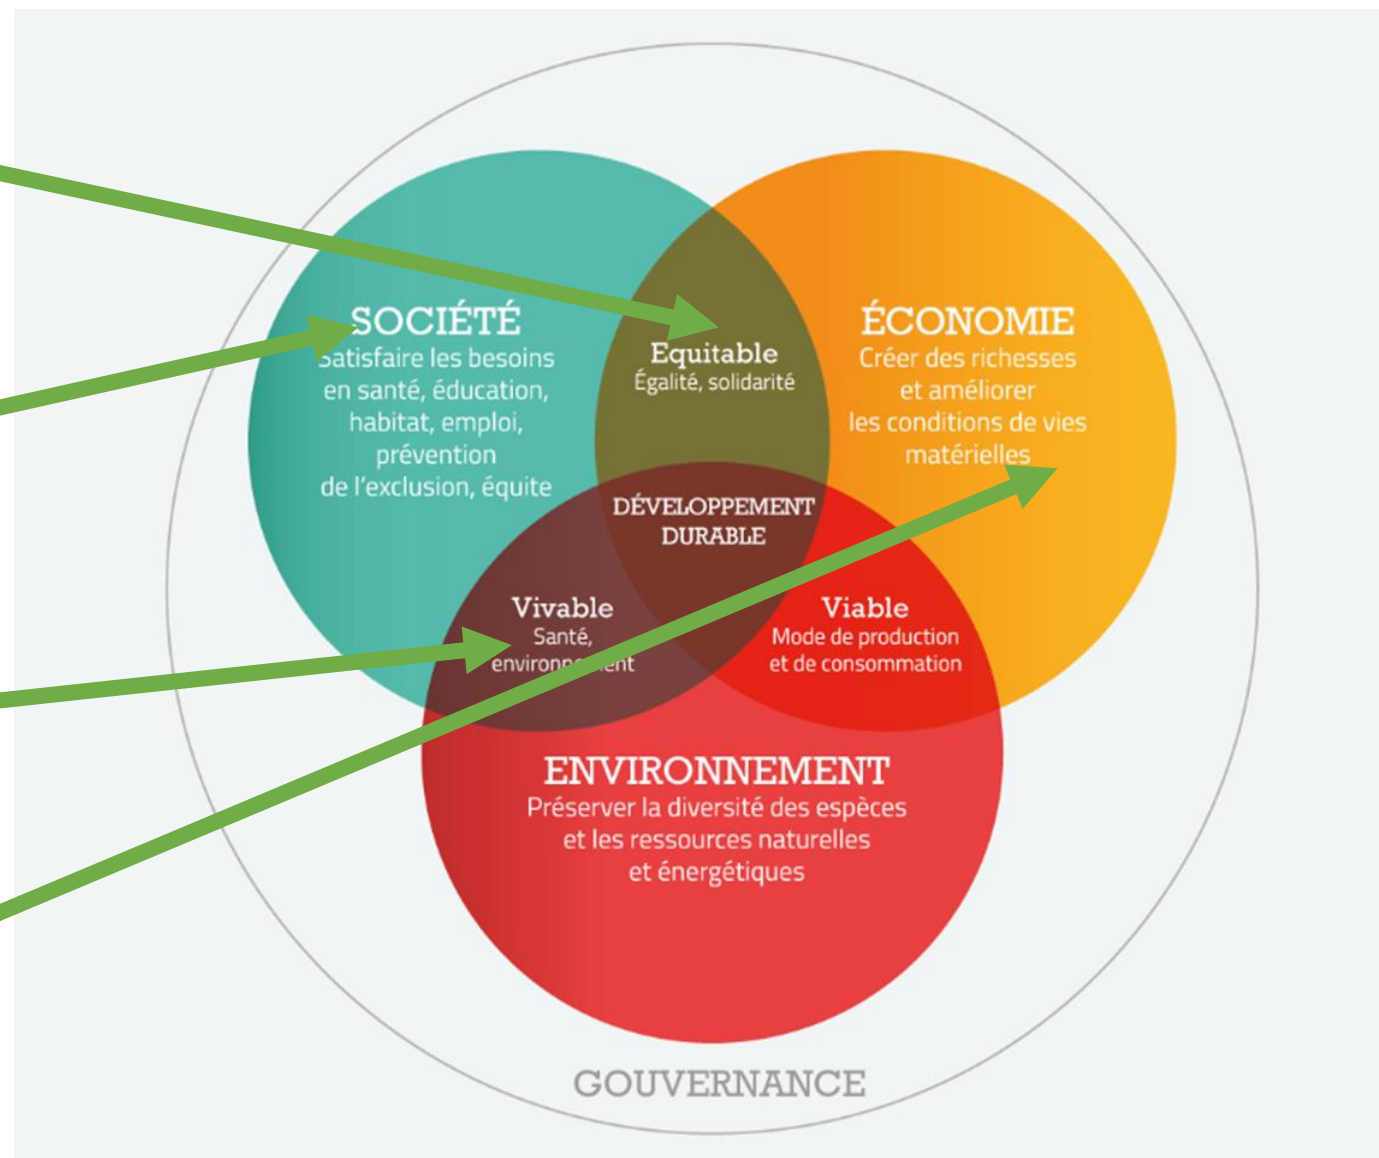 SOCIÉTÉ
Satisfaire les besoins
en santé, éducation,
habitat, emploi,
prévention
de l'exclusion, équite
Equitable
Égalité, solidarité
ÉCONOMIE
Créer des richesses
et améliorer
les conditions de vies
matérielles
DÉVELOPPEMENT
DURABLE
Vivable
Santé,
environnement
Viable
Mode de production
et de consommation
ENVIRONNEMENT
Préserver la diversité des espèces
et les ressources naturelles
et énergétiques
GOUVERNANCE